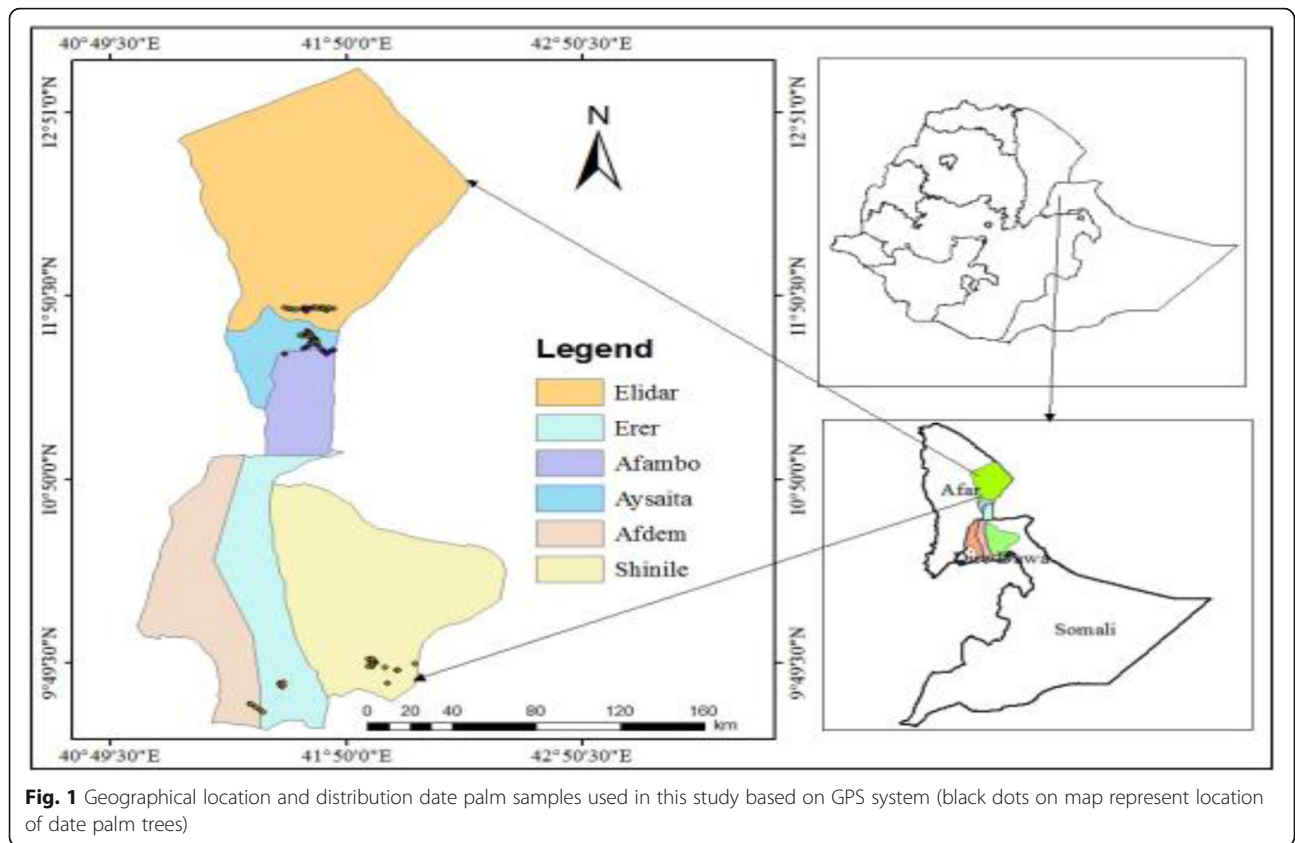 40°49'30"E 41°50'0"E 42°50'30"E
12°51'0"N
11°50'30"N
10°50'0"N
9°49'30"N
N
Legend
Elidar
Erer
Afambo
Aysaita
Afdem
Shinile
0 20 40 80 120 160
km
40°49'30"E 41°50'0"E 42°50'30"E
12°51'0"N
11°50'30"N
10°50'0"N
9°49'30"N
Afar
Somali
Fig. 1 Geographical location and distribution date palm samples used in this study based on GPS system (black dots on map represent location
of date palm trees)